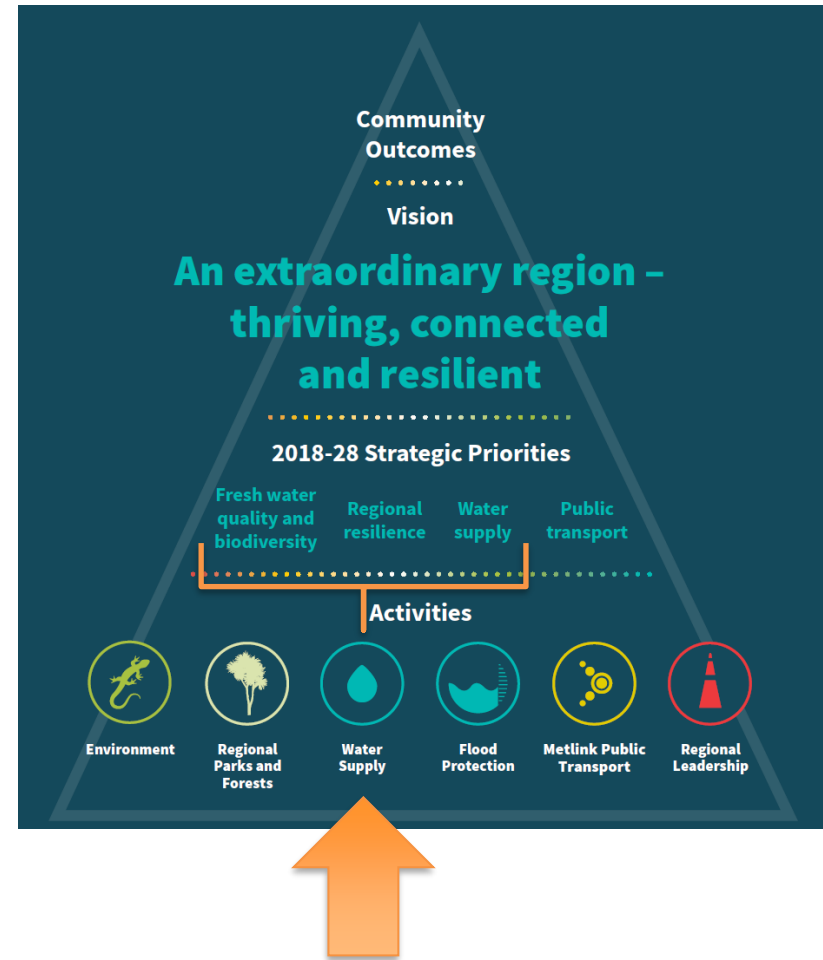 Community
Outcomes
Vision
An extraordinary region –
thriving, connected
and resilient
2018-28 Strategic Priorities
Fresh water
quality and
biodiversity
Regional
resilience
Water
supply
Public
transport
Activities
Environment
Regional
Parks and
Forests
Water
Supply
Flood
Protection
Metlink Public
Transport
Regional
Leadership